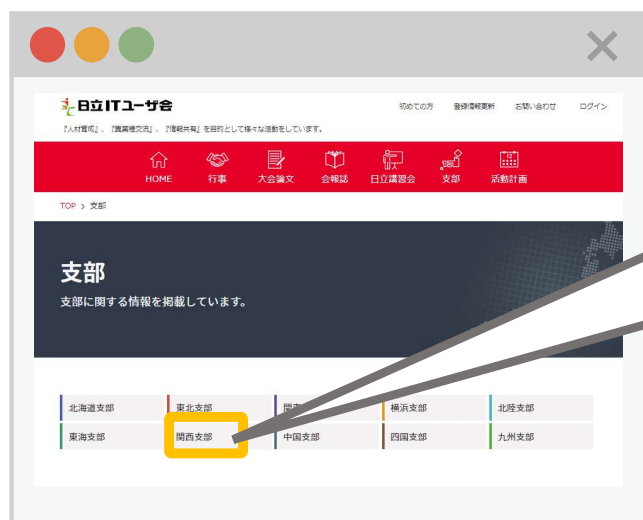 日立ITユーザ会
初めての方 登録情報更新 お問い合わせ ログイン
『人材育成』、『異業種交流』、『情報共有』を目的として様々な活動をしています。
HOME 行事 大会論文 会報誌 日立講習会 支部 活動計画
TOP > 支部
支部
支部に関する情報を掲載しています。
北海道支部 東北支部 横浜支部 北陸支部
東海支部 関西支部 中国支部 四国支部 九州支部